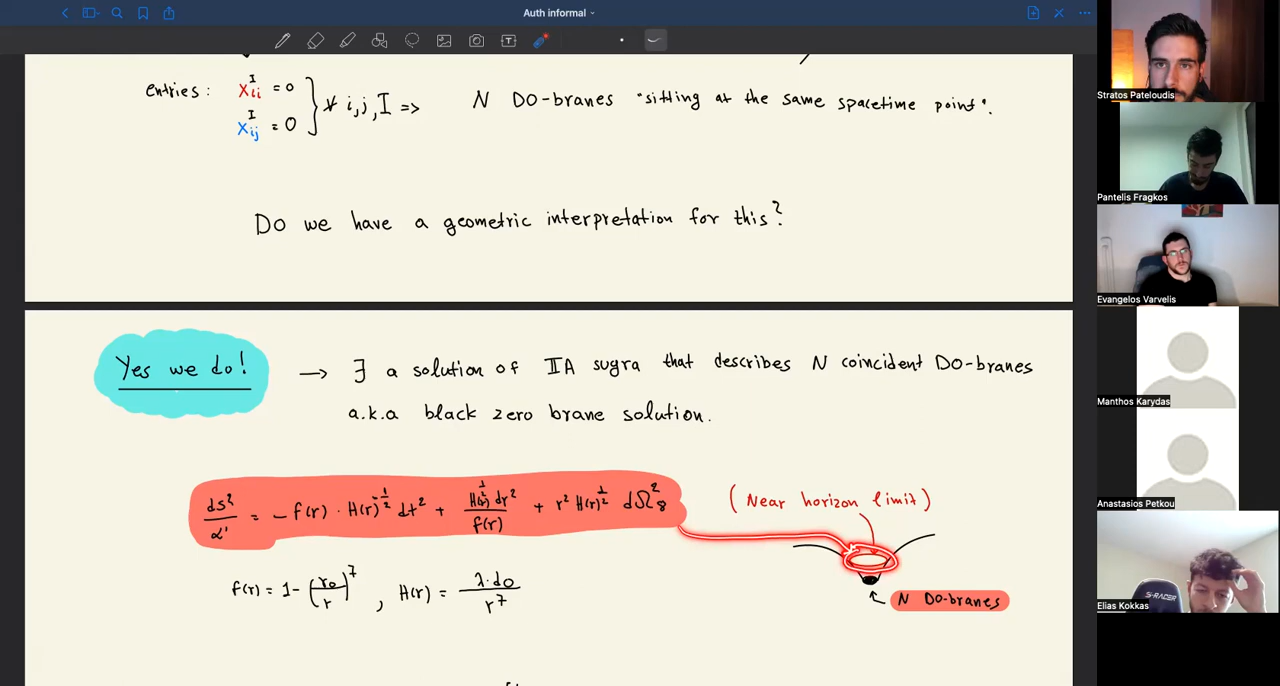 Auth informal
entries: X^I_ii = 0
X^I_ij = 0 } ∀ i,j,I => N D0-branes "sitting at the same spacetime point".
Do we have a geometric interpretation for this?
Yes we do! → ∃ a solution of IIA sugra that describes N coincident D0-branes
a.k.a black zero brane solution.
ds²/α' = -f(r)·H(r)^{-1/2} dt² + H(r)^{1/2} dr²/f(r) + r² H(r)^{1/2} dΩ²_8
(Near horizon limit)
f(r) = 1-(r_0/r)^7, H(r) = λ·d_0/r^7
N D0-branes
Stratos Pateloudis
Pantelis Fragkos
Evangelos Varvelis
Manthos Karydas
Anastasios Petkou
S-RACER
Elias Kokkas